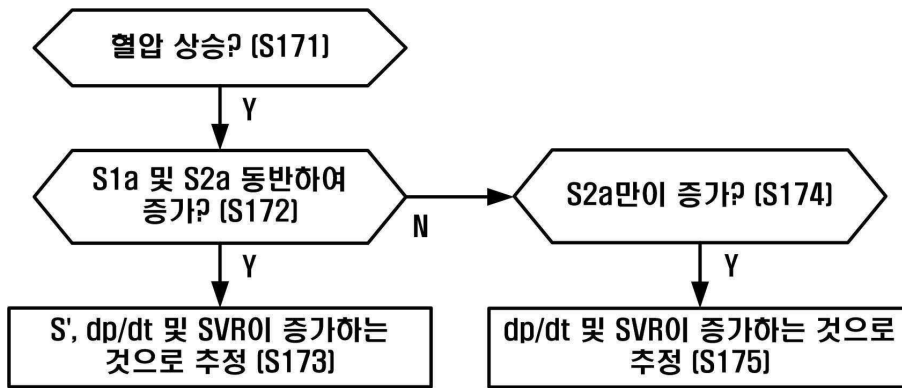 혈압 상승? (S171)
Y
S1a 및 S2a 동반하여
증가? (S172)
N
S2a만이 증가? (S174)
Y
Y
S', dp/dt 및 SVR이 증가하는
것으로 추정 (S173)
dp/dt 및 SVR이 증가하는 것으로
추정 (S175)